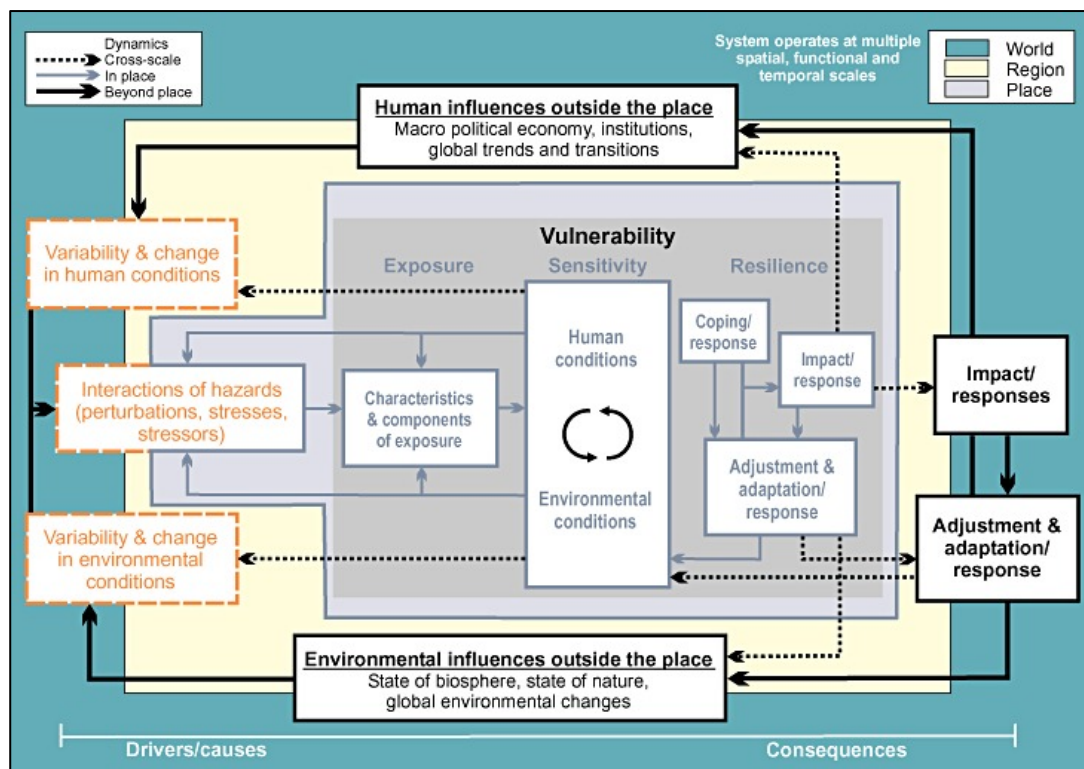 Dynamics
Cross-scale
In place
Beyond place
System operates at multiple
spatial, functional and
temporal scales
World
Region
Place
Human influences outside the place
Macro political economy, institutions,
global trends and transitions
Variability & change
in human conditions
Vulnerability
Exposure
Sensitivity
Resilience
Human
conditions
Coping/
response
Impact/
response
Impact/
responses
Interactions of hazards
(perturbations, stresses,
stressors)
Characteristics
& components
of exposure
Environmental
conditions
Adjustment &
adaptation/
response
Adjustment &
adaptation/
response
Variability & change
in environmental
conditions
Environmental influences outside the place
State of biosphere, state of nature,
global environmental changes
Drivers/causes
Consequences